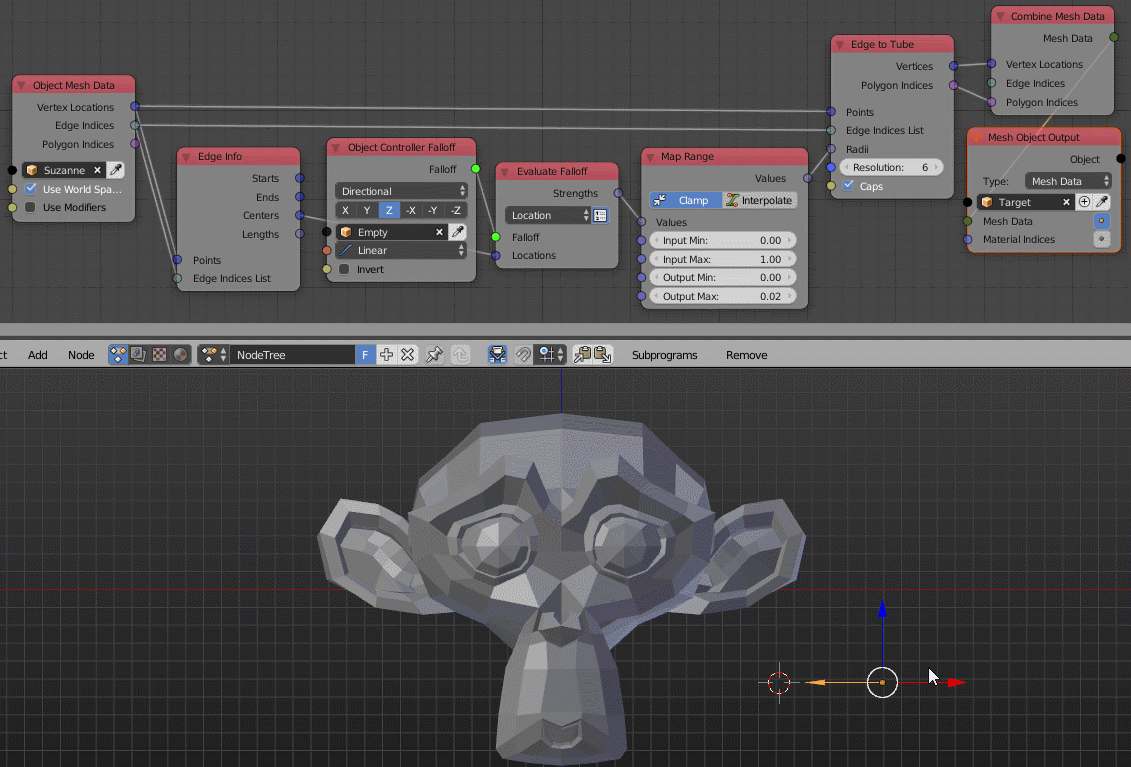 Object Mesh Data
Vertex Locations
Edge Indices
Polygon Indices
Suzanne
Use World Spa...
Use Modifiers
Edge Info
Starts
Ends
Centers
Lengths
Points
Edge Indices List
Object Controller Falloff
Falloff
Directional
X Y Z -X -Y -Z
Empty
Linear
Invert
Evaluate Falloff
Strengths
Location
Falloff
Locations
Map Range
Values
Clamp Interpolate
Values
Input Min: 0.00
Input Max: 1.00
Output Min: 0.00
Output Max: 0.02
Edge to Tube
Vertices
Polygon Indices
Points
Edge Indices List
Radii
Resolution: 6
Caps
Combine Mesh Data
Mesh Data
Vertex Locations
Edge Indices
Polygon Indices
Mesh Object Output
Object
Type: Mesh Data
Target
Mesh Data
Material Indices
ct Add Node NodeTree F Subprograms Remove